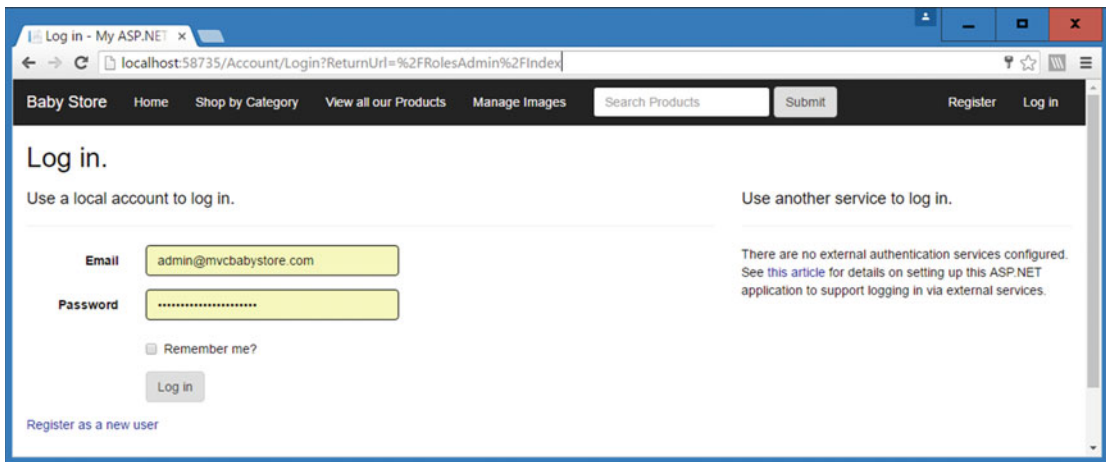 Log in - My ASP.NET
localhost:58735/Account/Login?ReturnUrl=%2FRolesAdmin%2FIndex
Baby Store Home Shop by Category View all our Products Manage Images Search Products Submit Register Log in
Log in.
Use a local account to log in.
Use another service to log in.
Email admin@mvcbabystore.com
Password ••••••••••••••••••••••
Remember me?
Log in
Register as a new user
There are no external authentication services configured.
See this article for details on setting up this ASP.NET
application to support logging in via external services.